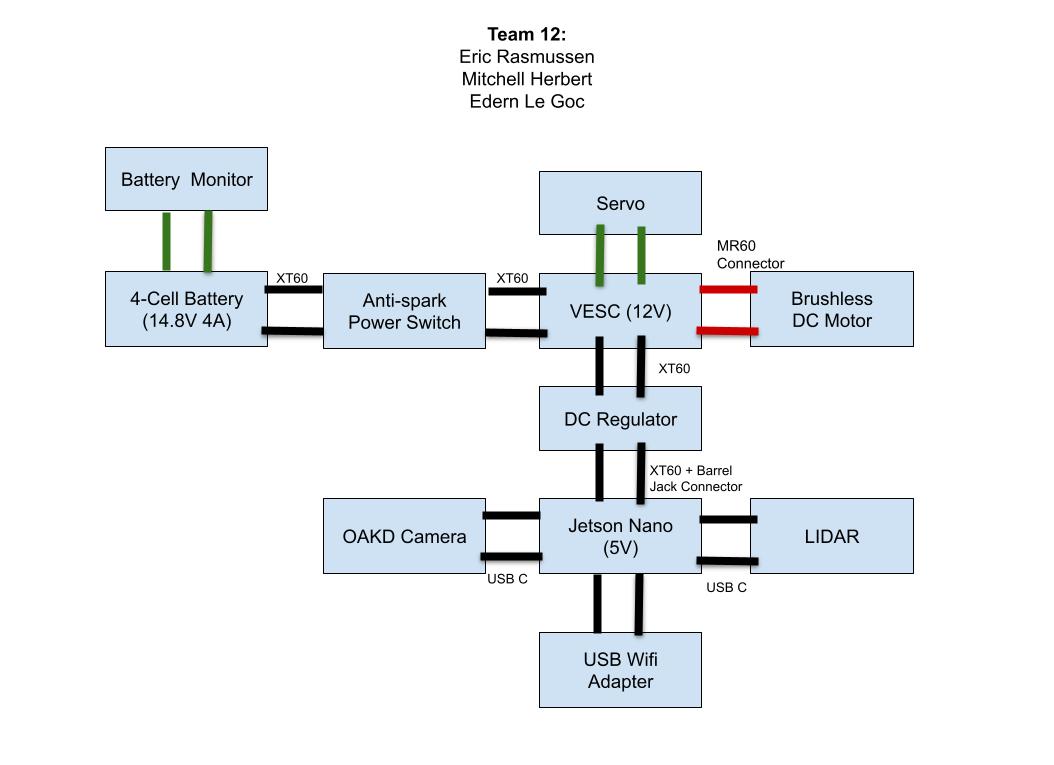 Team 12:
Eric Rasmussen
Mitchell Herbert
Edern Le Goc
Battery Monitor
Servo
MR60
Connector
XT60
XT60
4-Cell Battery
(14.8V 4A)
Anti-spark
Power Switch
VESC (12V)
Brushless
DC Motor
XT60
DC Regulator
XT60 + Barrel
Jack Connector
OAKD Camera
Jetson Nano
(5V)
LIDAR
USB C
USB C
USB Wifi
Adapter